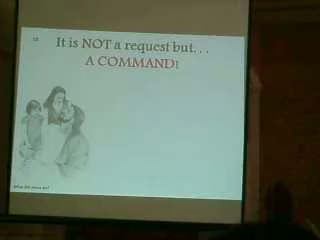 It is NOT a request but. . .
A COMMAND!